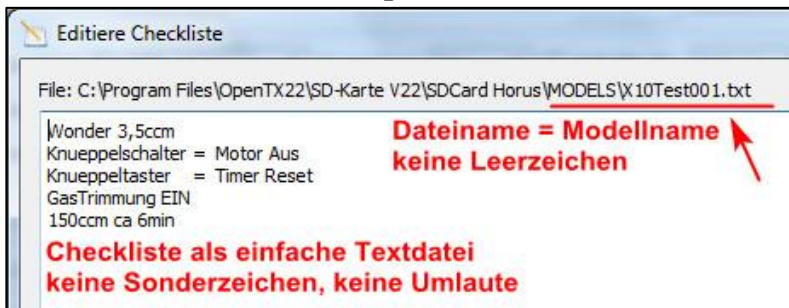 Editiere Checkliste
File: C:\Program Files\OpenTX22\SD-Karte V22\SDCard Horus\MODELS\X10Test001.txt
Wonder 3,5ccm
Knueppelschalter = Motor Aus
Knueppeltaster = Timer Reset
GasTrimmung EIN
150ccm ca 6min
Dateiname = Modellname
keine Leerzeichen
Checkliste als einfache Textdatei
keine Sonderzeichen, keine Umlaute